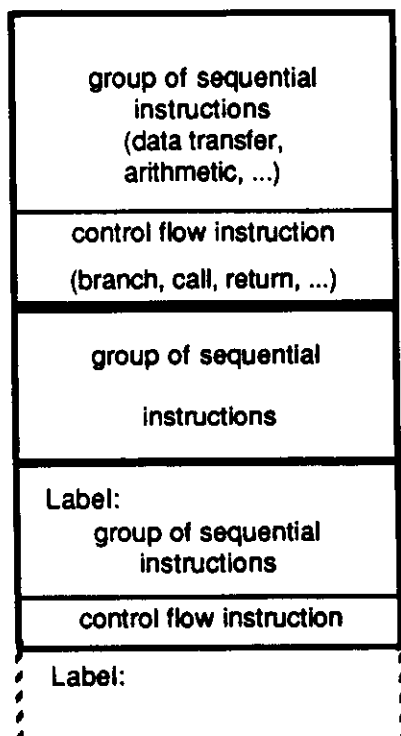 group of sequential
instructions
(data transfer,
arithmetic, ...)
control flow instruction
(branch, call, return, ...)
group of sequential
instructions
Label:
group of sequential
instructions
control flow instruction
Label: